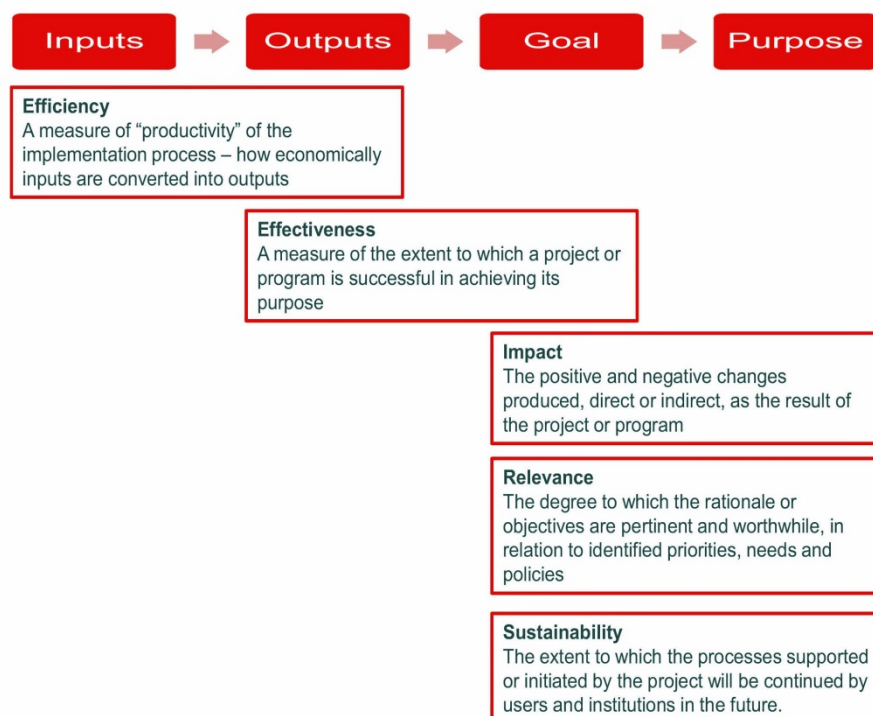 Inputs
Outputs
Goal
Purpose
Efficiency
A measure of “productivity” of the
implementation process – how economically
inputs are converted into outputs
Effectiveness
A measure of the extent to which a project or
program is successful in achieving its
purpose
Impact
The positive and negative changes
produced, direct or indirect, as the result of
the project or program
Relevance
The degree to which the rationale or
objectives are pertinent and worthwhile, in
relation to identified priorities, needs and
policies
Sustainability
The extent to which the processes supported
or initiated by the project will be continued by
users and institutions in the future.